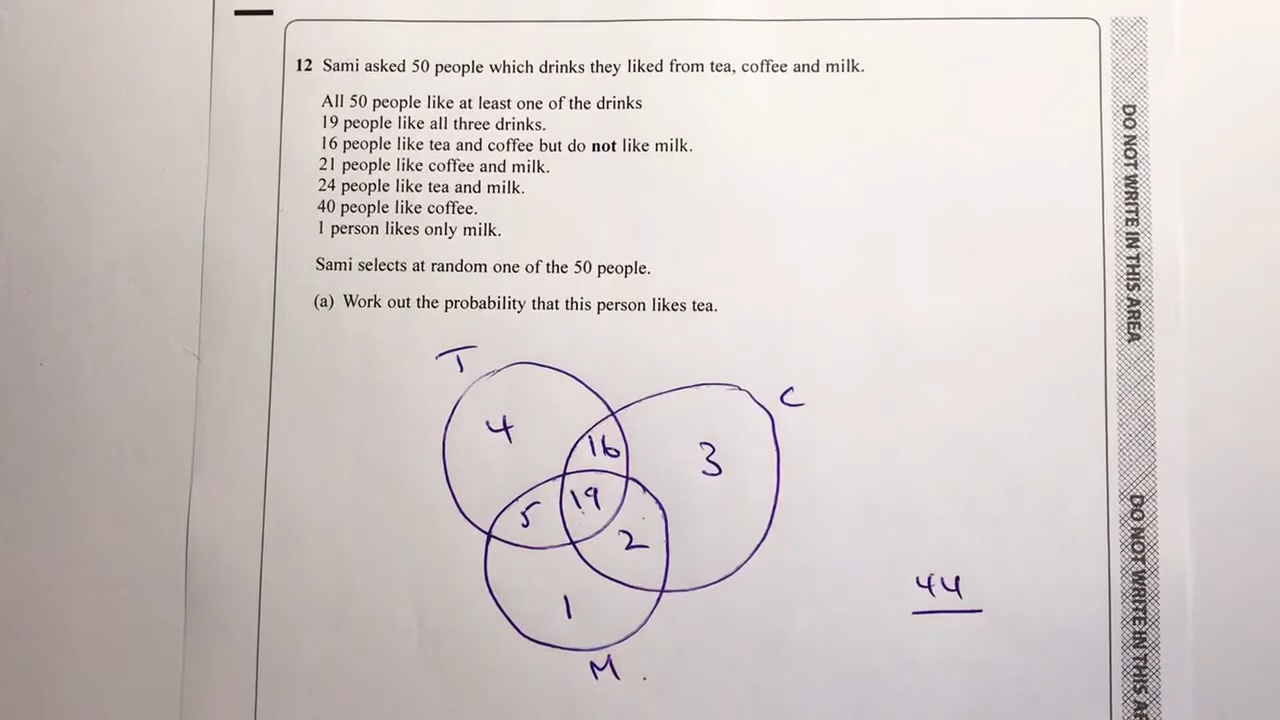 12 Sami asked 50 people which drinks they liked from tea, coffee and milk.
All 50 people like at least one of the drinks
19 people like all three drinks.
16 people like tea and coffee but do not like milk.
21 people like coffee and milk.
24 people like tea and milk.
40 people like coffee.
1 person likes only milk.
Sami selects at random one of the 50 people.
(a) Work out the probability that this person likes tea.
T
C
4
16
3
19
5
2
1
M
44
DO NOT WRITE IN THIS AREA
DO NOT WRITE IN THIS AR